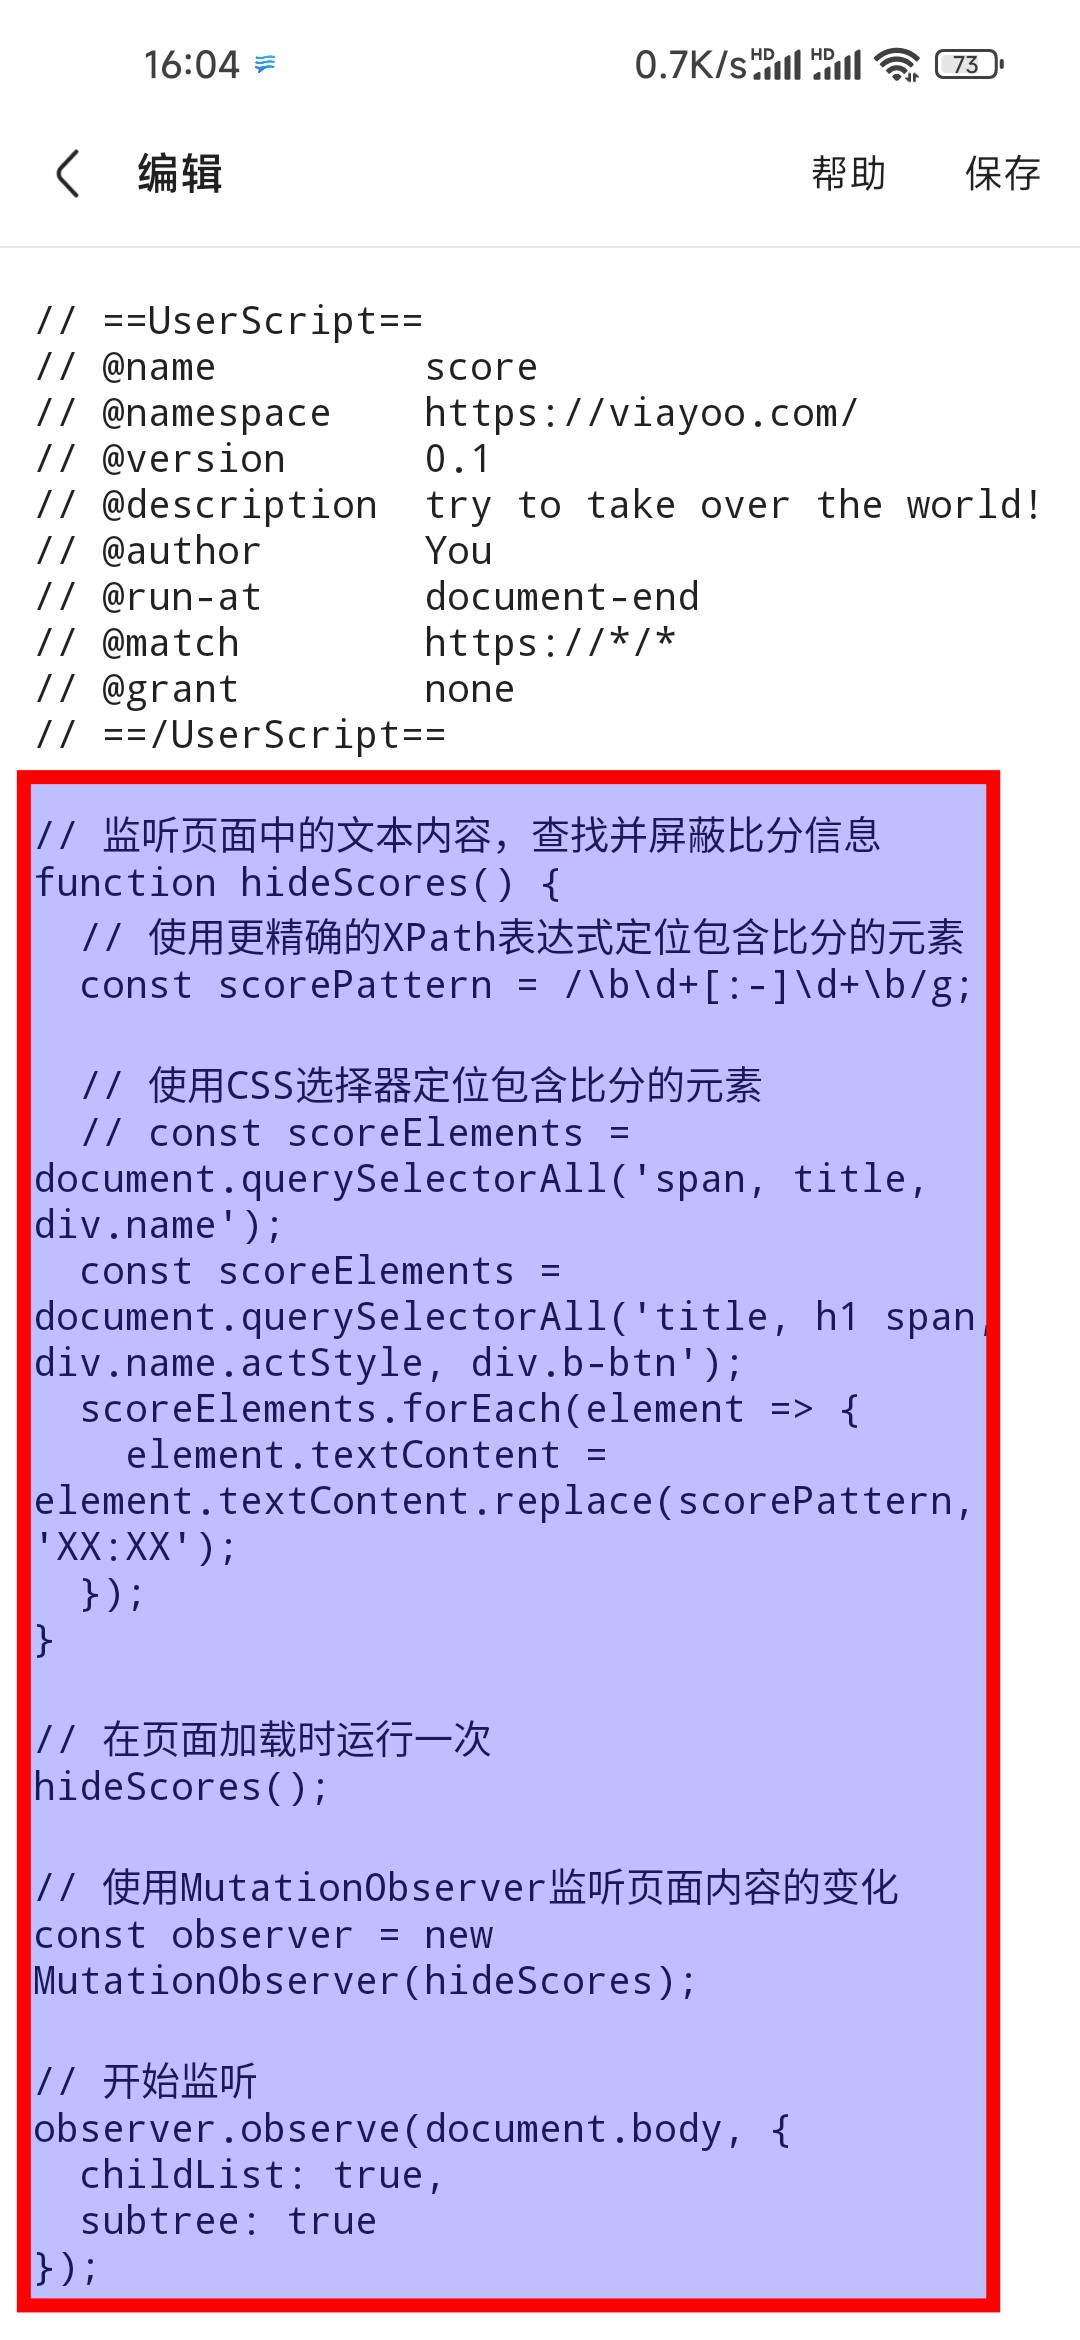 16:04 0.7K/s HD HD 73
编辑 帮助 保存
// ==UserScript==
// @name         score
// @namespace    https://viayoo.com/
// @version      0.1
// @description  try to take over the world!
// @author       You
// @run-at       document-end
// @match        https://*/*
// @grant        none
// ==/UserScript==
// 监听页面中的文本内容，查找并屏蔽比分信息
function hideScores() {
  // 使用更精确的XPath表达式定位包含比分的元素
  const scorePattern = /\b\d+[:-]\d+\b/g;
  // 使用CSS选择器定位包含比分的元素
  // const scoreElements =
document.querySelectorAll('span, title,
div.name');
  const scoreElements =
document.querySelectorAll('title, h1 span,
div.name.actStyle, div.b-btn');
  scoreElements.forEach(element => {
    element.textContent =
element.textContent.replace(scorePattern,
'XX:XX');
  });
}
// 在页面加载时运行一次
hideScores();
// 使用MutationObserver监听页面内容的变化
const observer = new
MutationObserver(hideScores);
// 开始监听
observer.observe(document.body, {
  childList: true,
  subtree: true
});